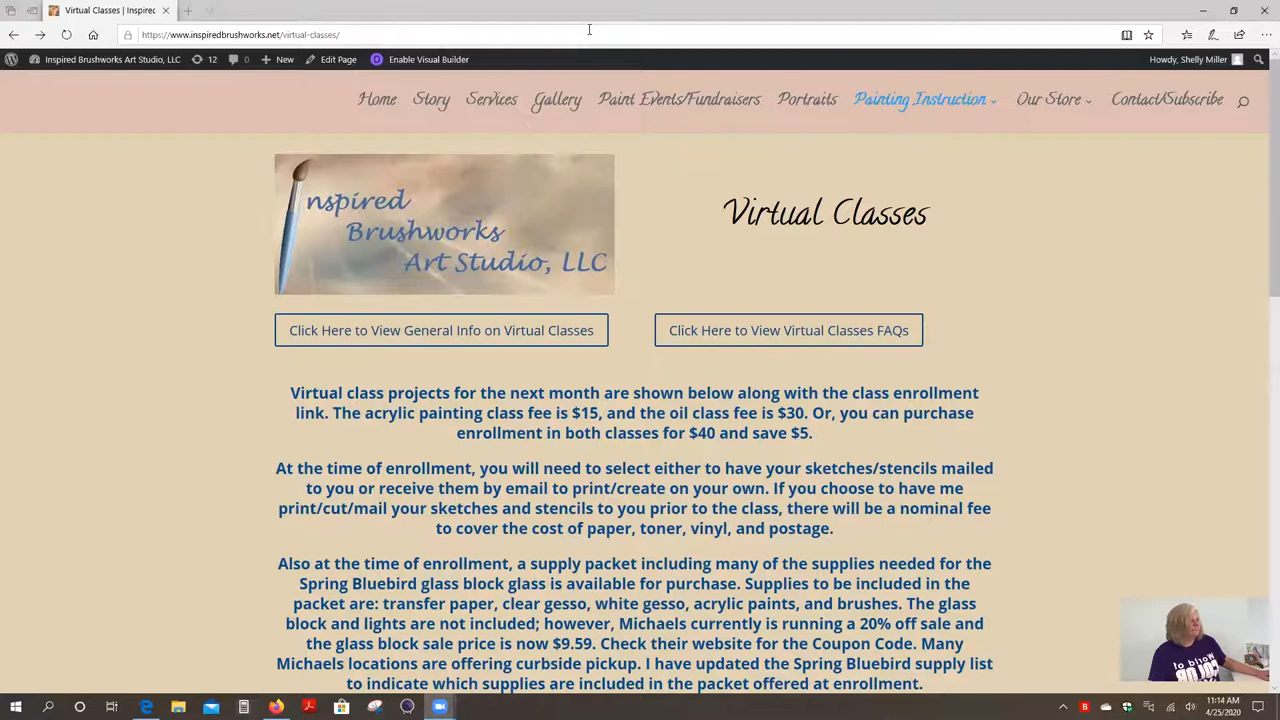 Virtual Classes | Inspired
https://www.inspiredbrushworks.net/virtual-classes/
Inspired Brushworks Art Studio, LLC 12 0 New Edit Page Enable Visual Builder Howdy, Shelly Miller
Home Story Services Gallery Paint Events/Fundraisers Portraits Painting Instruction Our Store Contact/Subscribe
nspired
Brushworks
Art Studio, LLC
Virtual Classes
Click Here to View General Info on Virtual Classes Click Here to View Virtual Classes FAQs
Virtual class projects for the next month are shown below along with the class enrollment
link. The acrylic painting class fee is $15, and the oil class fee is $30. Or, you can purchase
enrollment in both classes for $40 and save $5.
At the time of enrollment, you will need to select either to have your sketches/stencils mailed
to you or receive them by email to print/create on your own. If you choose to have me
print/cut/mail your sketches and stencils to you prior to the class, there will be a nominal fee
to cover the cost of paper, toner, vinyl, and postage.
Also at the time of enrollment, a supply packet including many of the supplies needed for the
Spring Bluebird glass block glass is available for purchase. Supplies to be included in the
packet are: transfer paper, clear gesso, white gesso, acrylic paints, and brushes. The glass
block and lights are not included; however, Michaels currently is running a 20% off sale and
the glass block sale price is now $9.59. Check their website for the Coupon Code. Many
Michaels locations are offering curbside pickup. I have updated the Spring Bluebird supply list
to indicate which supplies are included in the packet offered at enrollment.
11:14 AM
4/25/2020